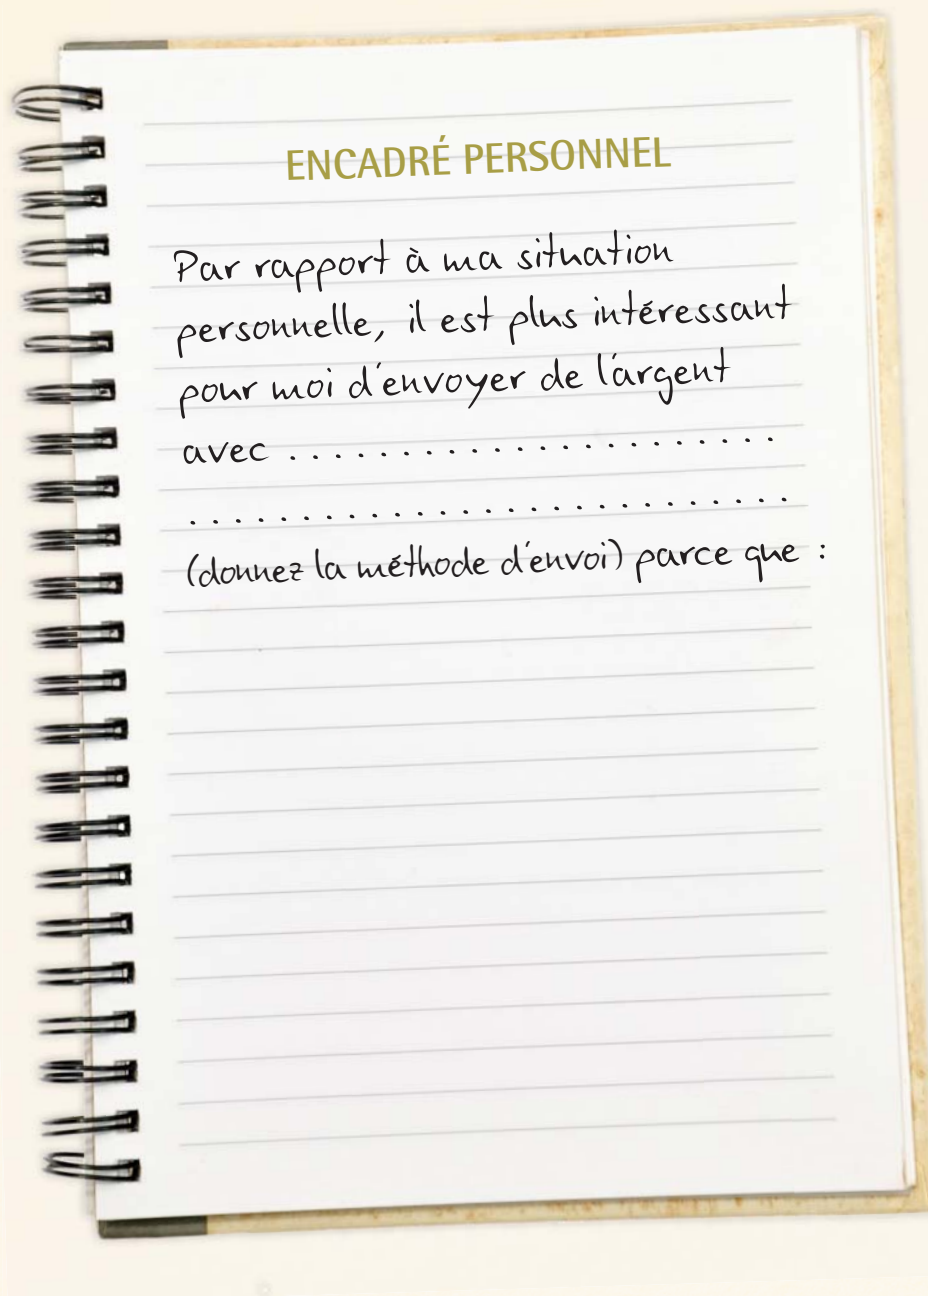 ENCADRÉ PERSONNEL
Par rapport à ma situation
personnelle, il est plus intéressant
pour moi d'envoyer de l'argent
avec ......................
...........................
(donnez la méthode d'envoi) parce que :